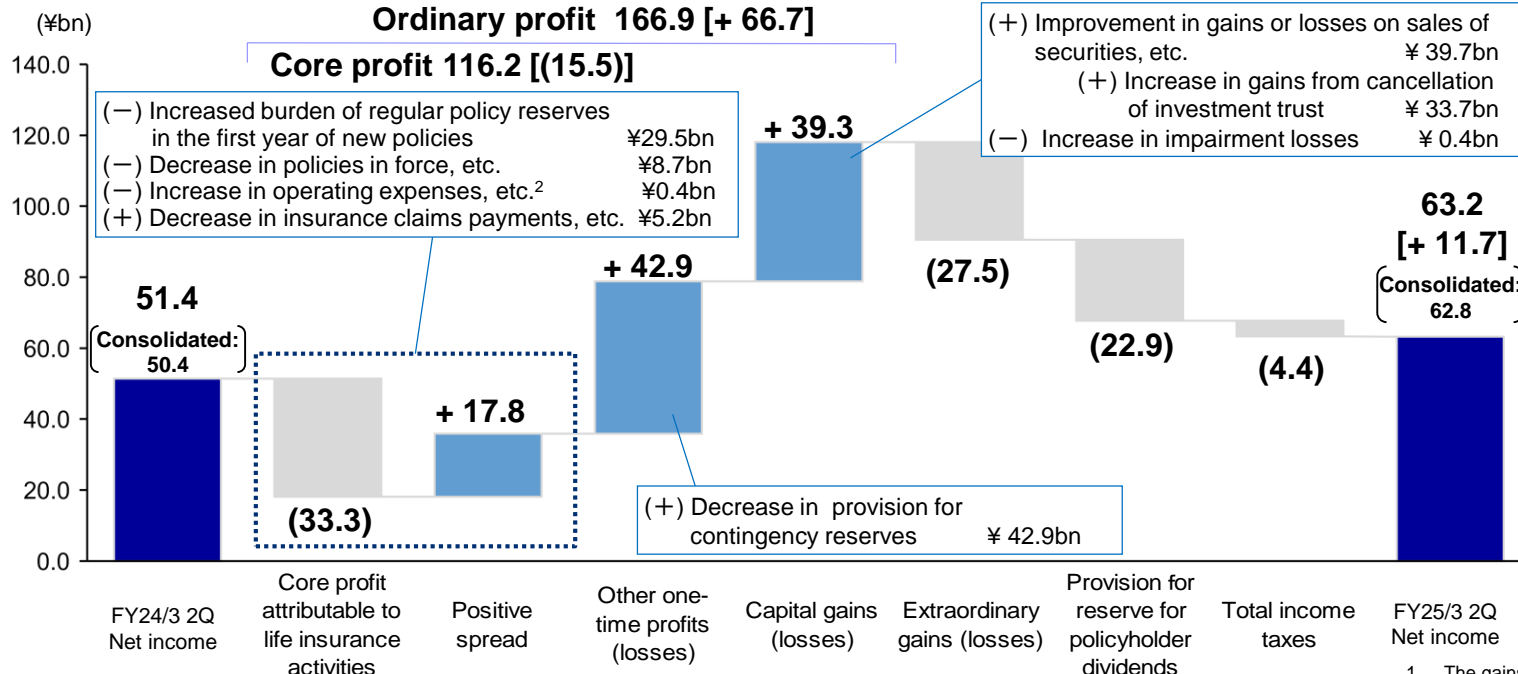 (¥bn)
Ordinary profit 166.9 [+ 66.7]
Core profit 116.2 [(15.5)]
(＋) Improvement in gains or losses on sales of
securities, etc. ¥ 39.7bn
(＋) Increase in gains from cancellation
of investment trust ¥ 33.7bn
(－) Increase in impairment losses ¥ 0.4bn
(－) Increased burden of regular policy reserves
in the first year of new policies ¥29.5bn
(－) Decrease in policies in force, etc. ¥8.7bn
(－) Increase in operating expenses, etc.² ¥0.4bn
(＋) Decrease in insurance claims payments, etc. ¥5.2bn
140.0
120.0
100.0
80.0
60.0
40.0
20.0
0.0
51.4
Consolidated:
50.4
(33.3)
+ 17.8
+ 42.9
+ 39.3
(27.5)
(22.9)
(4.4)
63.2
[+ 11.7]
Consolidated:
62.8
(＋) Decrease in provision for
contingency reserves ¥ 42.9bn
FY24/3 2Q
Net income
Core profit
attributable to
life insurance
activities
Positive
spread
Other one-
time profits
(losses)
Capital gains
(losses)
Extraordinary
gains (losses)
Provision for
reserve for
policyholder
dividends
Total income
taxes
FY25/3 2Q
Net income
1. The gains